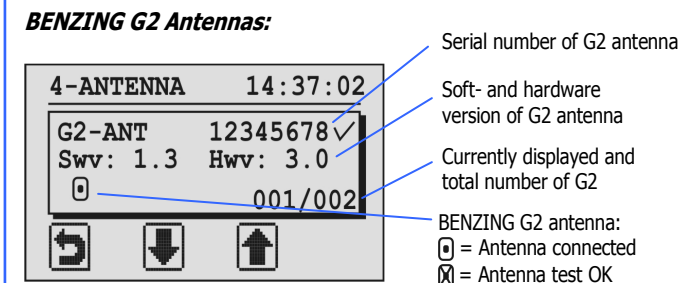 BENZING G2 Antennas:
4-ANTENNA 14:37:02
G2-ANT 12345678✓
Swv: 1.3 Hwv: 3.0
001/002
Serial number of G2 antenna
Soft- and hardware
version of G2 antenna
Currently displayed and
total number of G2
BENZING G2 antenna:
= Antenna connected
= Antenna test OK